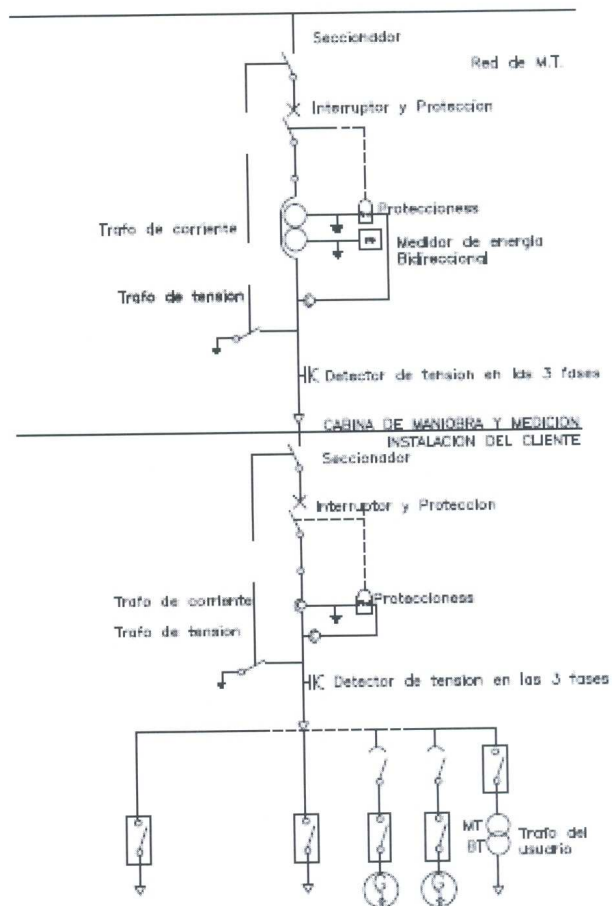 Seccionador
Red de M.T.
Interruptor y Proteccion
Proteccioness
Trafo de corriente
Medidor de energia
Bidireccional
Trafo de tension
Detector de tension en las 3 fases
CABINA DE MANIOBRA Y MEDICION
INSTALACION DEL CLIENTE
Seccionador
Interruptor y Proteccion
Trafo de corriente
Proteccioness
Trafo de tension
Detector de tension en las 3 fases
MT
BT
Trafo del
usuario
G
G